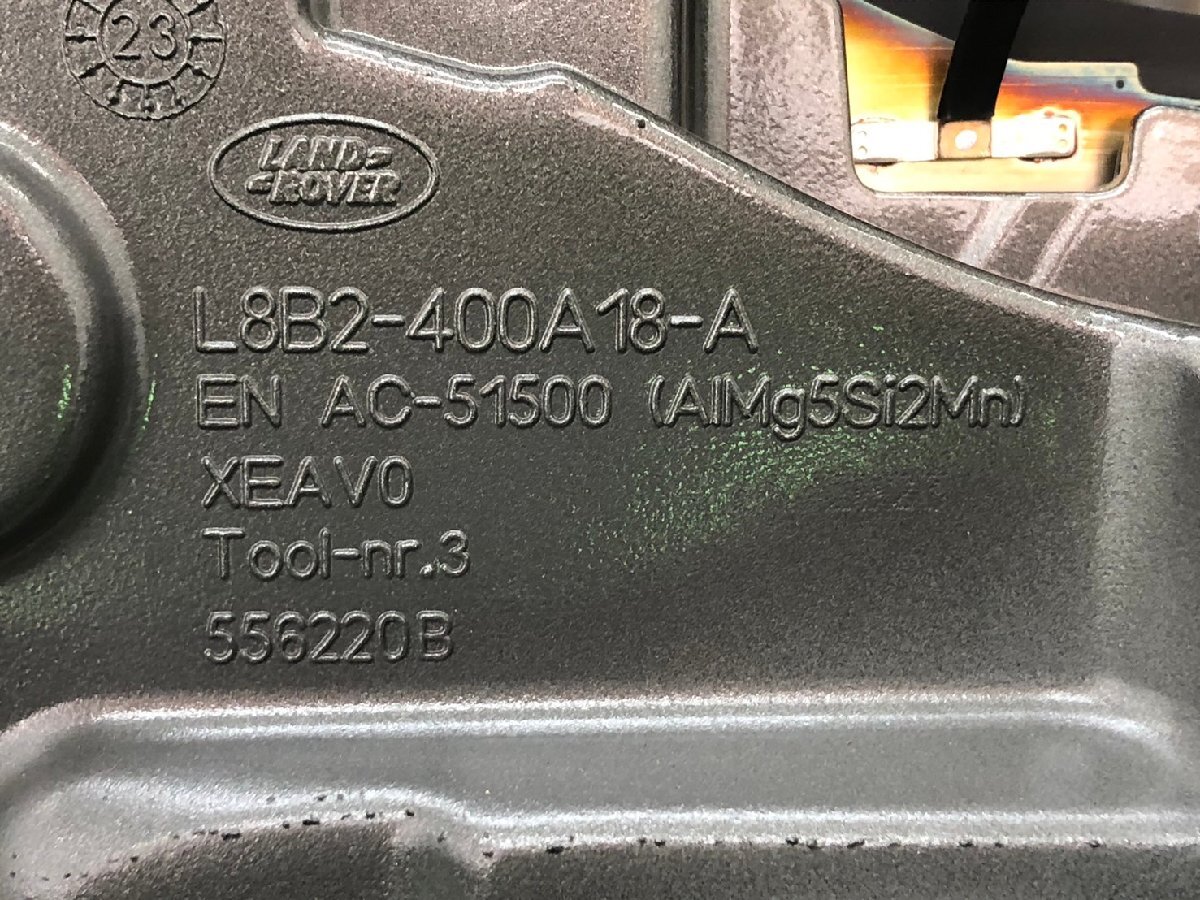 23
LAND-
-ROVER
L8B2-400A18-A
EN AC-51500 (AlMg5Si2Mn)
XEAV0
Tool-nr.3
556220B